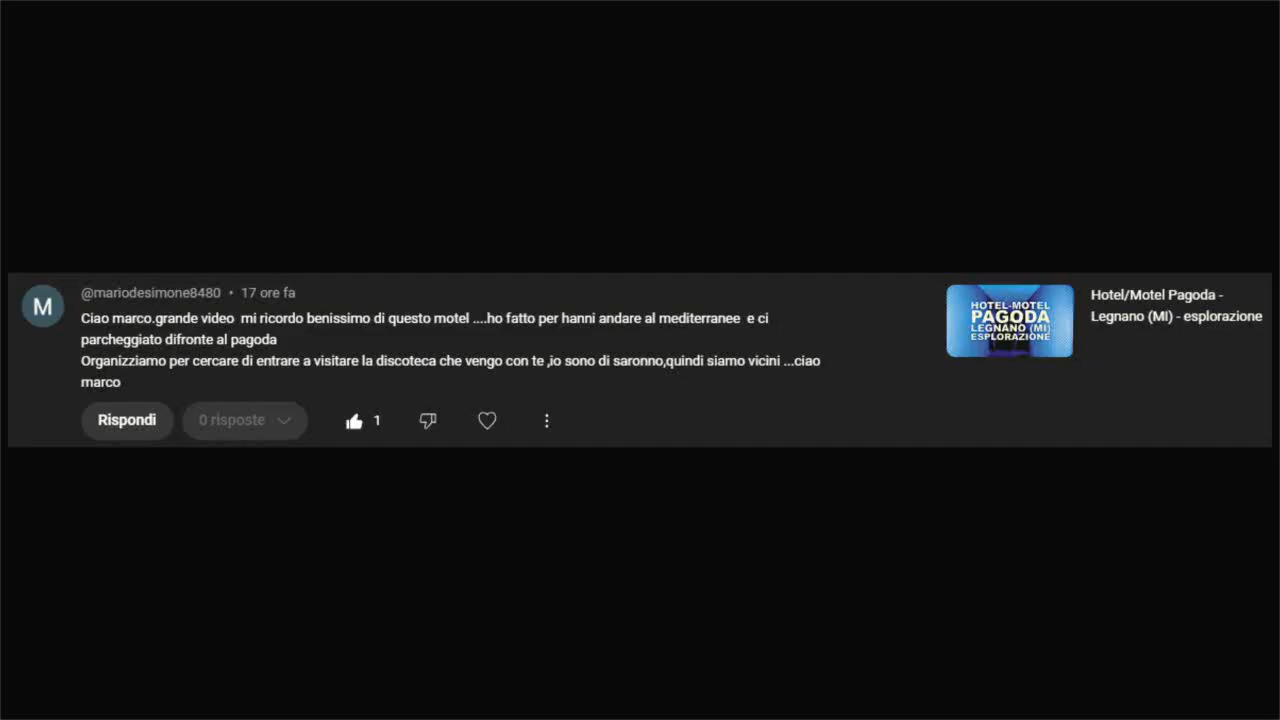 M
@mariodesimone8480 • 17 ore fa
Ciao marco.grande video  mi ricordo benissimo di questo motel ....ho fatto per hanni andare al mediterranee  e ci
parcheggiato difronte al pagoda
Organizziamo per cercare di entrare a visitare la discoteca che vengo con te ,io sono di saronno,quindi siamo vicini ...ciao
marco
Rispondi
0 risposte
1
HOTEL-MOTEL
PAGODA
LEGNANO (MI)
ESPLORAZIONE
Hotel/Motel Pagoda -
Legnano (MI) - esplorazione